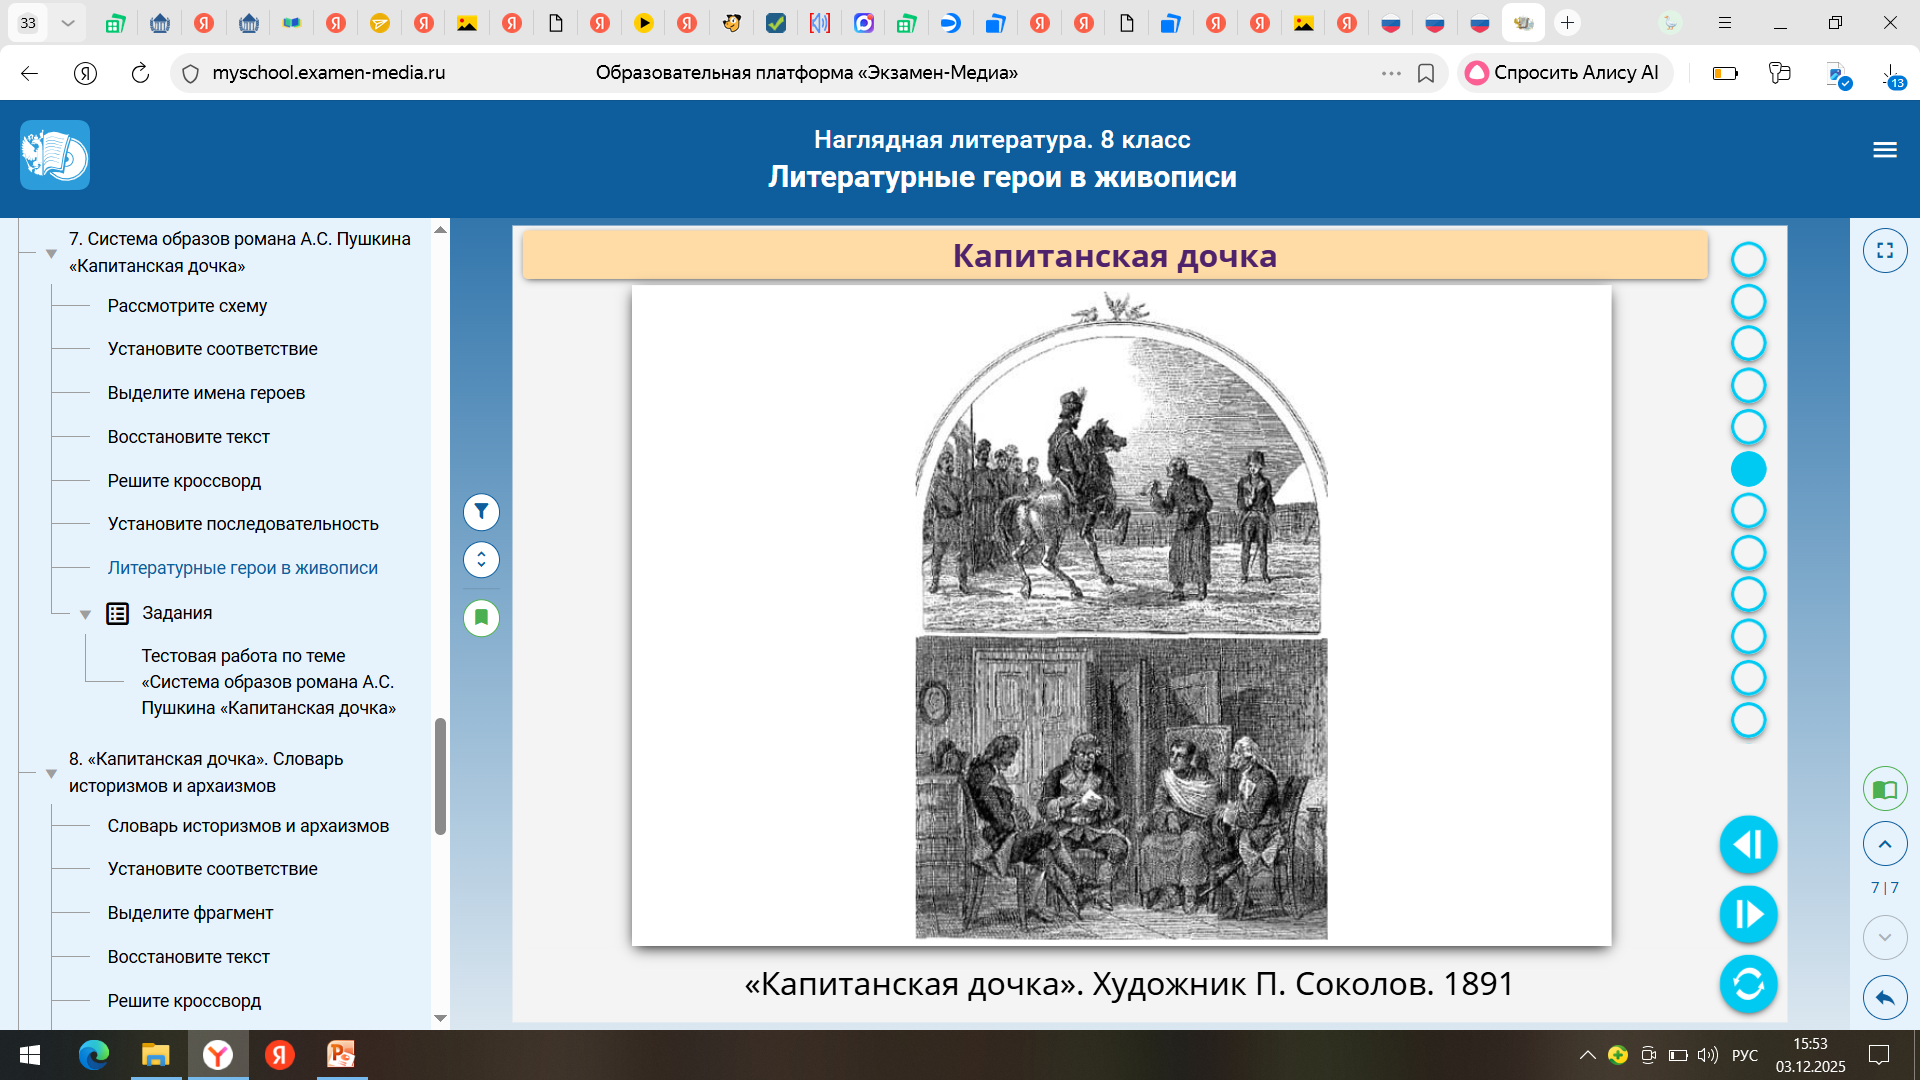 33
myschool.examen-media.ru
Образовательная платформа «Экзамен-Медиа»
Спросить Алису AI
13
Наглядная литература. 8 класс
Литературные герои в живописи
7. Система образов романа А.С. Пушкина
«Капитанская дочка»
Рассмотрите схему
Установите соответствие
Выделите имена героев
Восстановите текст
Решите кроссворд
Установите последовательность
Литературные герои в живописи
Задания
Тестовая работа по теме
«Система образов романа А.С.
Пушкина «Капитанская дочка»
8. «Капитанская дочка». Словарь
историзмов и архаизмов
Словарь историзмов и архаизмов
Установите соответствие
Выделите фрагмент
Восстановите текст
Решите кроссворд
Капитанская дочка
«Капитанская дочка». Художник П. Соколов. 1891
7 | 7
РУС
15:53
03.12.2025